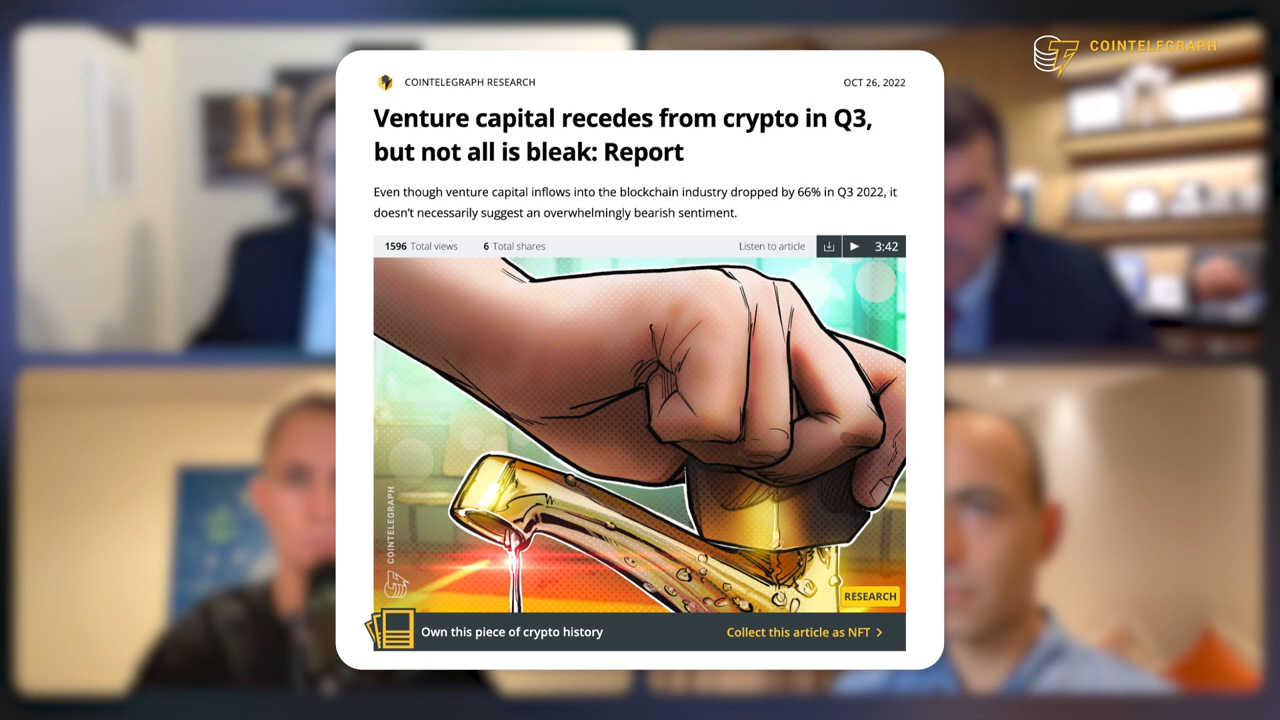 COINTELEGRAPH
COINTELEGRAPH RESEARCH
OCT 26, 2022
Venture capital recedes from crypto in Q3,
but not all is bleak: Report
Even though venture capital inflows into the blockchain industry dropped by 66% in Q3 2022, it
doesn’t necessarily suggest an overwhelmingly bearish sentiment.
1596 Total views 6 Total shares Listen to article 3:42
COINTELEGRAPH
RESEARCH
Own this piece of crypto history Collect this article as NFT